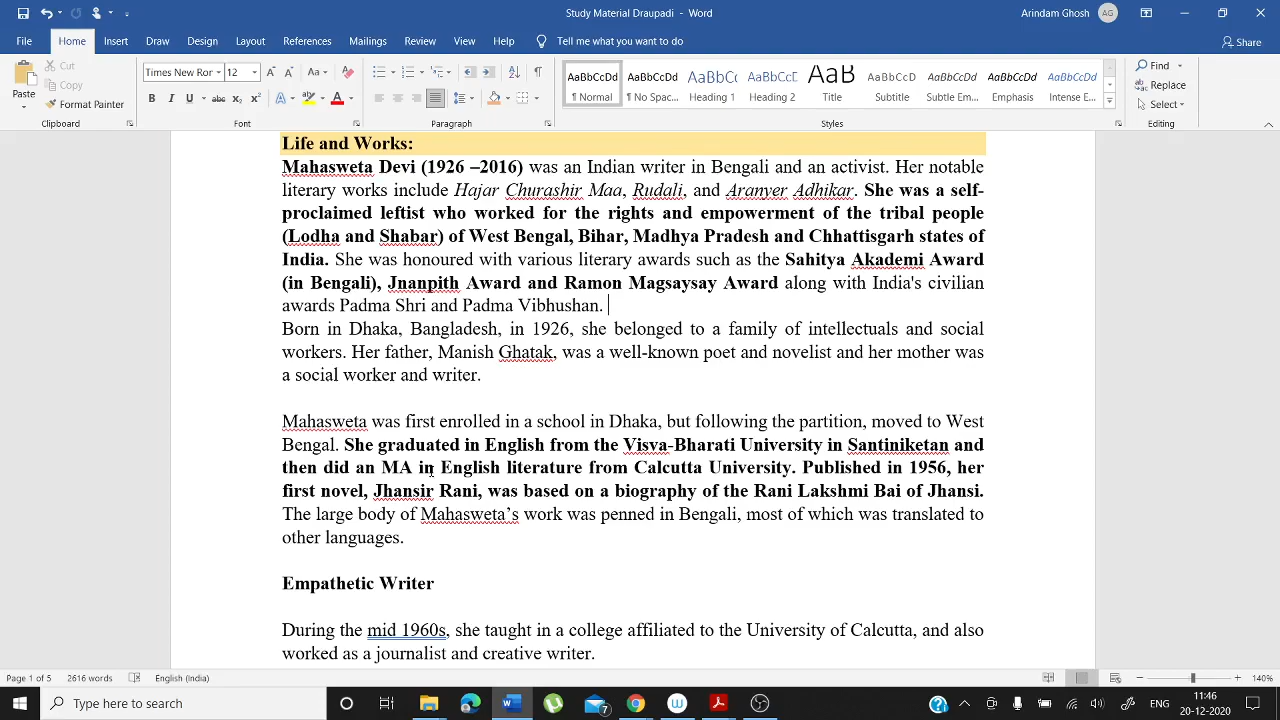 Study Material Draupadi - Word
Arindam Ghosh
AG
File Home Insert Draw Design Layout References Mailings Review View Help Tell me what you want to do
Share
Paste
Cut
Copy
Format Painter
Clipboard
Times New Ror 12
Aa
B I U abc x₂ x²
Font
Paragraph
AaBbCcDd AaBbCcDd AaBbCc AaBbCcD AaB AaBbCcD AaBbCcDd AaBbCcDd AaBbCcDd
¶ Normal ¶ No Spac... Heading 1 Heading 2 Title Subtitle Subtle Em... Emphasis Intense E...
Styles
Find
Replace
Select
Editing
Life and Works:
Mahasweta Devi (1926 –2016) was an Indian writer in Bengali and an activist. Her notable
literary works include Hajar Churashir Maa, Rudali, and Aranyer Adhikar. She was a self-
proclaimed leftist who worked for the rights and empowerment of the tribal people
(Lodha and Shabar) of West Bengal, Bihar, Madhya Pradesh and Chhattisgarh states of
India. She was honoured with various literary awards such as the Sahitya Akademi Award
(in Bengali), Jnanpith Award and Ramon Magsaysay Award along with India's civilian
awards Padma Shri and Padma Vibhushan.
Born in Dhaka, Bangladesh, in 1926, she belonged to a family of intellectuals and social
workers. Her father, Manish Ghatak, was a well-known poet and novelist and her mother was
a social worker and writer.
Mahasweta was first enrolled in a school in Dhaka, but following the partition, moved to West
Bengal. She graduated in English from the Visva-Bharati University in Santiniketan and
then did an MA in English literature from Calcutta University. Published in 1956, her
first novel, Jhansir Rani, was based on a biography of the Rani Lakshmi Bai of Jhansi.
The large body of Mahasweta’s work was penned in Bengali, most of which was translated to
other languages.
Empathetic Writer
During the mid 1960s, she taught in a college affiliated to the University of Calcutta, and also
worked as a journalist and creative writer.
Page 1 of 5 2616 words English (India)
140%
Type here to search
7
ENG
11:46
20-12-2020